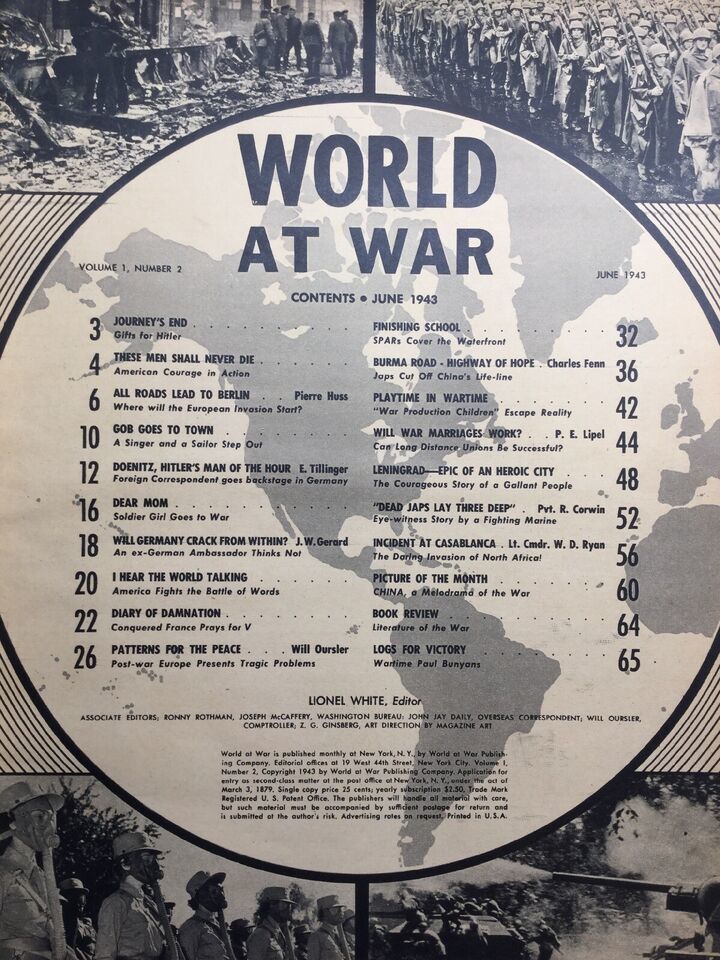 WORLD
AT WAR
VOLUME 1, NUMBER 2
JUNE 1943
CONTENTS • JUNE 1943
3 JOURNEY'S END . . . . . . . . . .
Gifts for Hitler
4 THESE MEN SHALL NEVER DIE . . . . . .
American Courage in Action
6 ALL ROADS LEAD TO BERLIN . . Pierre Huss
Where will the European Invasion Start?
10 GOB GOES TO TOWN . . . . . . . .
A Singer and a Sailor Step Out
12 DOENITZ, HITLER'S MAN OF THE HOUR E. Tillinger
Foreign Correspondent goes backstage in Germany
16 DEAR MOM . . . . . . . . . . .
Soldier Girl Goes to War
18 WILL GERMANY CRACK FROM WITHIN? J. W. Gerard
An ex-German Ambassador Thinks Not
20 I HEAR THE WORLD TALKING . . . . . .
America Fights the Battle of Words
22 DIARY OF DAMNATION . . . . . . . .
Conquered France Prays for V
26 PATTERNS FOR THE PEACE . . . Will Oursler
Post-war Europe Presents Tragic Problems
FINISHING SCHOOL . . . . . . . . 32
SPARs Cover the Waterfront
BURMA ROAD - HIGHWAY OF HOPE . Charles Fenn 36
Japs Cut Off China's Life-line
PLAYTIME IN WARTIME . . . . . . . 42
"War Production Children" Escape Reality
WILL WAR MARRIAGES WORK? . . P. E. Lipel 44
Can Long Distance Unions Be Successful?
LENINGRAD—EPIC OF AN HEROIC CITY . . . . 48
The Courageous Story of a Gallant People
"DEAD JAPS LAY THREE DEEP" . Pvt. R. Corwin 52
Eye-witness Story by a Fighting Marine
INCIDENT AT CASABLANCA . Lt. Cmdr. W. D. Ryan 56
The Daring Invasion of North Africa!
PICTURE OF THE MONTH . . . . . . . 60
CHINA, a Melodrama of the War
BOOK REVIEW . . . . . . . . . . 64
Literature of the War
LOGS FOR VICTORY . . . . . . . . 65
Wartime Paul Bunyans
LIONEL WHITE, Editor
ASSOCIATE EDITORS; RONNY ROTHMAN, JOSEPH McCAFFERY, WASHINGTON BUREAU: JOHN JAY DAILY, OVERSEAS CORRESPONDENT; WILL OURSLER,
COMPTROLLER; Z. G. GINSBERG, ART DIRECTION BY MAGAZINE ART
World at War is published monthly at New York, N. Y., by World at War Publish-
ing Company. Editorial offices at 19 West 44th Street, New York City. Volume 1,
Number 2, Copyright 1943 by World at War Publishing Company. Application for
entry as second-class matter at the post office at New York, N. Y., under the act of
March 3, 1879. Single copy price 25 cents; yearly subscription $2.50. Trade Mark
Registered U. S. Patent Office. The publishers will handle all material with care,
but such material must be accompanied by sufficient postage for return and
is submitted at the author's risk. Advertising rates on request. Printed in U.S.A.